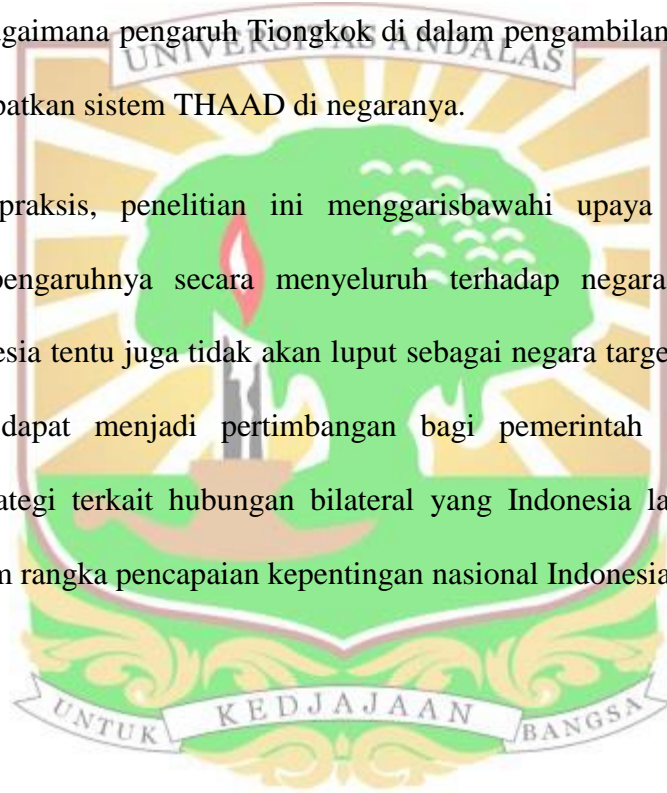 gaimana pengaruh Tiongkok di dalam pengambilan
UNIVERSITAS ANDALAS
patkan sistem THAAD di negaranya.
praksis, penelitian ini menggarisbawahi upaya
pengaruhnya secara menyeluruh terhadap negara
esia tentu juga tidak akan luput sebagai negara targe
dapat menjadi pertimbangan bagi pemerintah
ategi terkait hubungan bilateral yang Indonesia la
m rangka pencapaian kepentingan nasional Indonesia
UNTUK KEDJAJAAN BANGSA